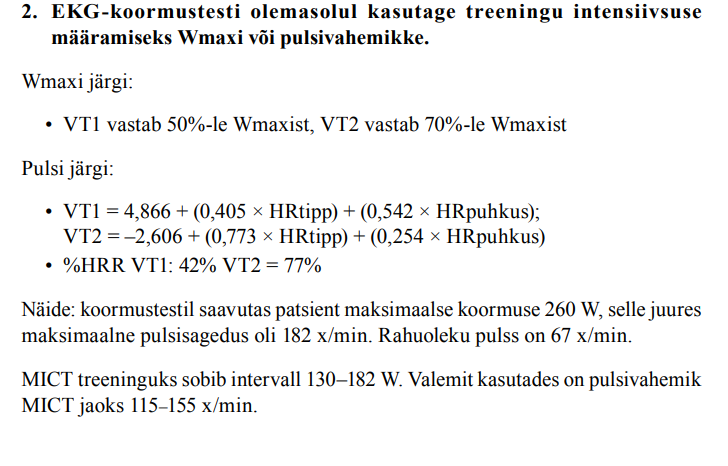 2. EKG-koormustesti olemasolul kasutage treeningu intensiivsuse
määramiseks Wmaxi või pulsivahemikke.
Wmaxi järgi:
• VT1 vastab 50%-le Wmaxist, VT2 vastab 70%-le Wmaxist
Pulsi järgi:
• VT1 = 4,866 + (0,405 × HRtipp) + (0,542 × HRpuhkus);
VT2 = –2,606 + (0,773 × HRtipp) + (0,254 × HRpuhkus)
• %HRR VT1: 42% VT2 = 77%
Näide: koormustestil saavutas patsient maksimaalse koormuse 260 W, selle juures
maksimaalne pulsisagedus oli 182 x/min. Rahuoleku pulss on 67 x/min.
MICT treeninguks sobib intervall 130–182 W. Valemit kasutades on pulsivahemik
MICT jaoks 115–155 x/min.